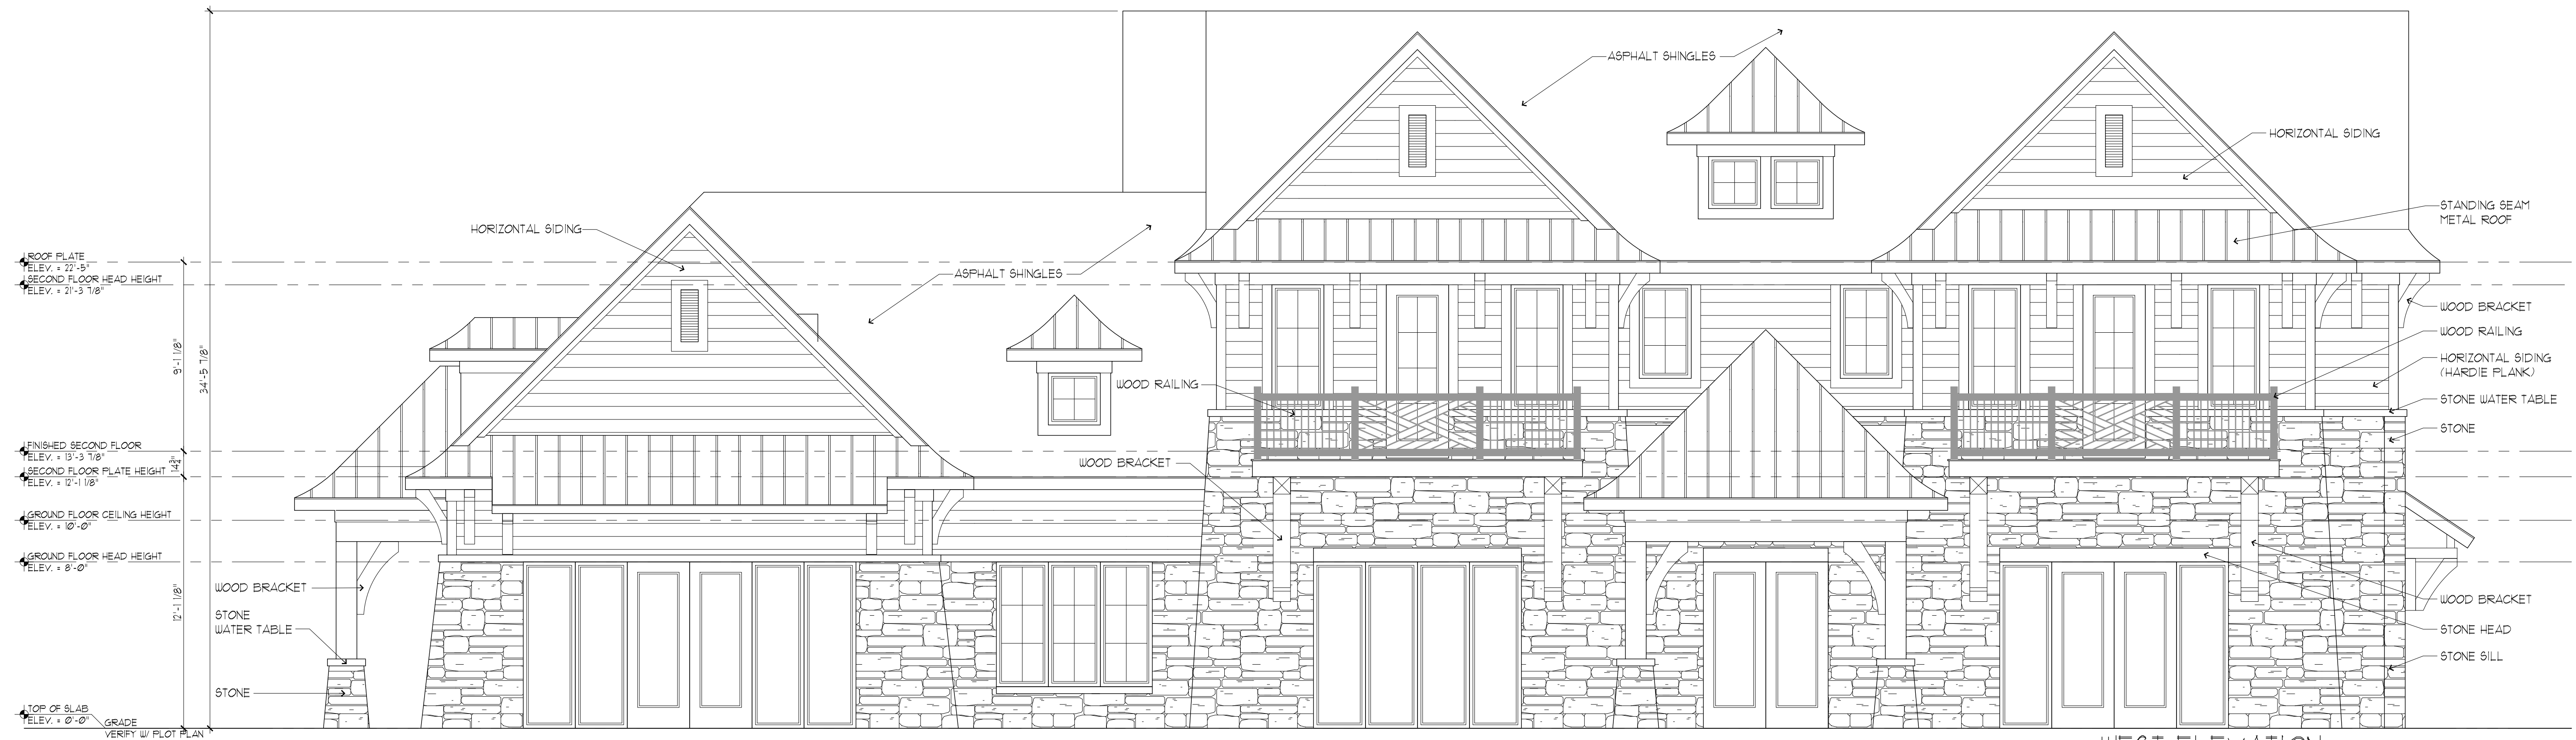 ASPHALT SHINGLES
HORIZONTAL SIDING
STANDING SEAM
METAL ROOF
HORIZONTAL SIDING
ROOF PLATE
ELEV. = 22'-5"
SECOND FLOOR HEAD HEIGHT
ELEV. = 21'-3 7/8"
ASPHALT SHINGLES
WOOD BRACKET
WOOD RAILING
HORIZONTAL SIDING
(HARDIE PLANK)
9'-1 1/8"
34'-5 7/8"
WOOD RAILING
STONE WATER TABLE
STONE
FINISHED SECOND FLOOR
ELEV. = 13'-3 7/8"
14 3/4"
SECOND FLOOR PLATE HEIGHT
ELEV. = 12'-1 1/8"
WOOD BRACKET
GROUND FLOOR CEILING HEIGHT
ELEV. = 10'-0"
GROUND FLOOR HEAD HEIGHT
ELEV. = 8'-0"
12'-1 1/8"
WOOD BRACKET
STONE
WATER TABLE
STONE
WOOD BRACKET
STONE HEAD
STONE SILL
TOP OF SLAB
ELEV. = 0'-0"
GRADE
VERIFY W/ PLOT PLAN
WEST ELEVATION